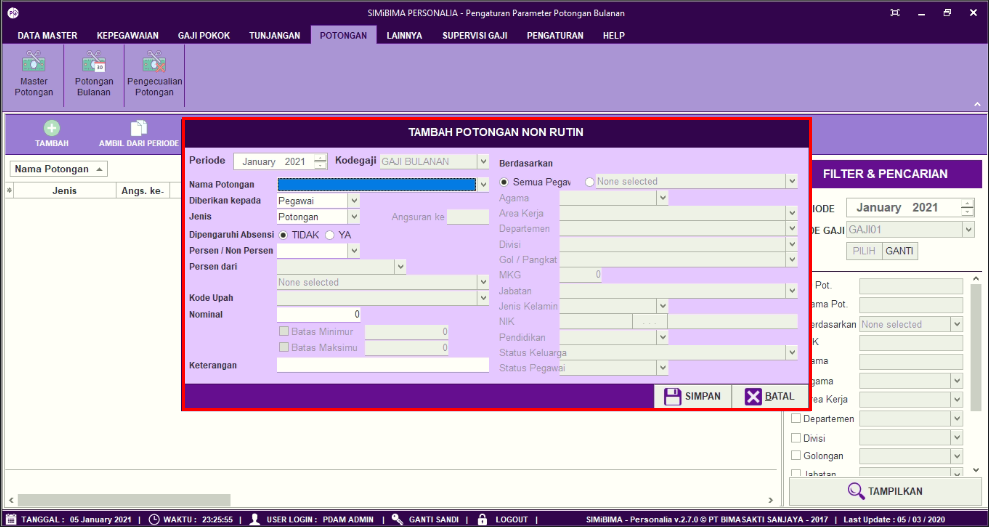 SIMiBIMA PERSONALIA - Pengaturan Parameter Potongan Bulanan
DATA MASTER KEPEGAWAIAN GAJI POKOK TUNJANGAN POTONGAN LAINNYA SUPERVISI GAJI PENGATURAN HELP
Master Potongan
Potongan Bulanan
Pengecualian Potongan
TAMBAH AMBIL DARI PERIODE
Nama Potongan
Jenis Angs. ke-
TAMBAH POTONGAN NON RUTIN
Periode January 2021 Kodegaji GAJI BULANAN
Nama Potongan
Diberikan kepada Pegawai
Jenis Potongan Angsuran ke
Dipengaruhi Absensi TIDAK YA
Persen / Non Persen
Persen dari
None selected
Kode Upah
Nominal 0
Batas Minimur 0
Batas Maksimu 0
Keterangan
Berdasarkan
Semua Pegav None selected
Agama
Area Kerja
Departemen
Divisi
Gol / Pangkat
MKG 0
Jabatan
Jenis Kelamin
NIK ....
Pendidikan
Status Keluarga
Status Pegawai
SIMPAN BATAL
FILTER & PENCARIAN
IODE January 2021
DE GAJI GAJI01
PILIH GANTI
Pot.
ama Pot.
erdasarkan None selected
K
ama
gama
rea Kerja
Departemen
Divisi
Golongan
Jabatan
TAMPILKAN
TANGGAL : 05 January 2021 | WAKTU : 23:25:55 | USER LOGIN : PDAM ADMIN | GANTI SANDI | LOGOUT | SIMiBIMA - Personalia v.2.7.0 © PT BIMASAKTI SANJAYA - 2017 | Last Update : 05 / 03 / 2020